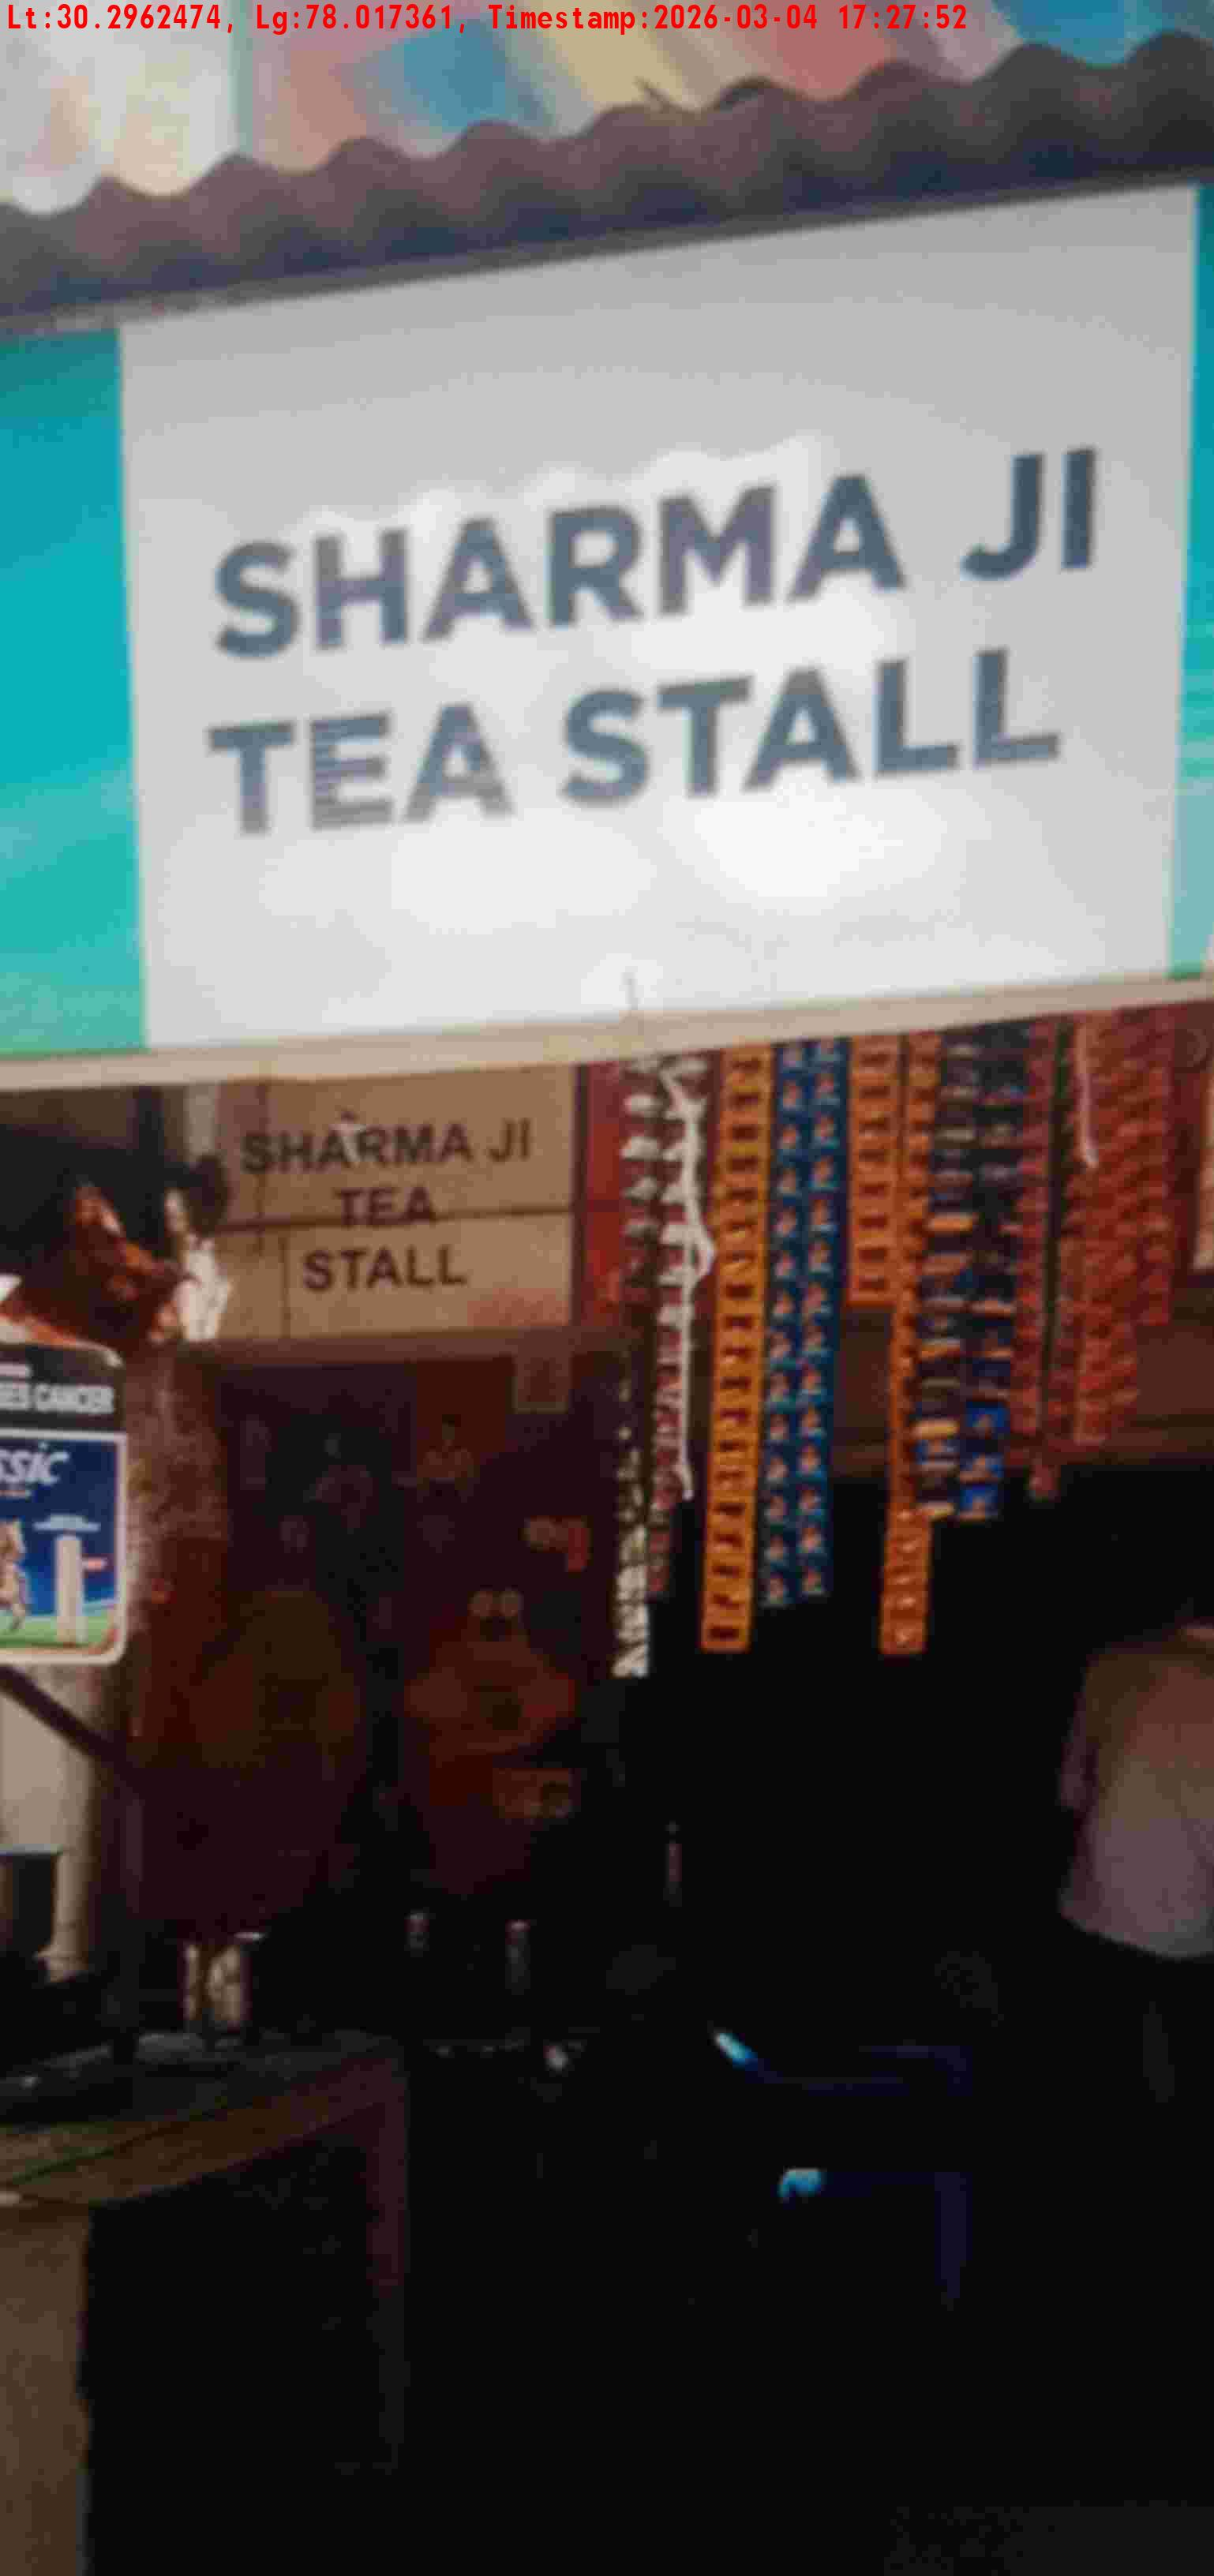 Lt:30.2962474, Lg:78.017361, Timestamp:2026-03-04 17:27:52
SHARMA JI
TEA STALL
SHARMA JI
TEA
STALL
CANCER